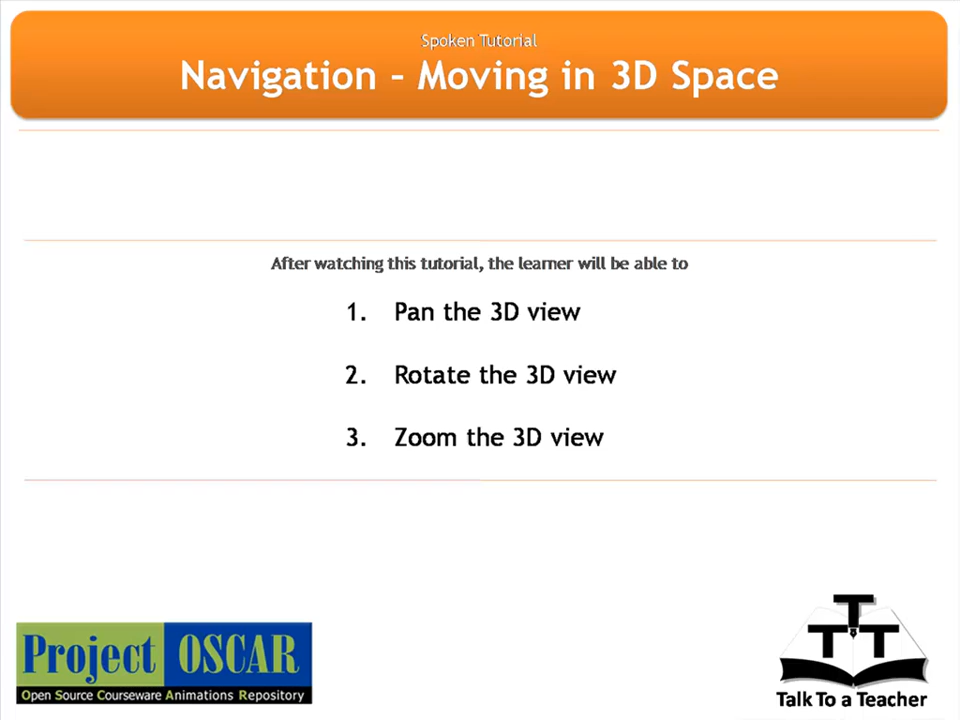 Spoken Tutorial
Navigation - Moving in 3D Space
After watching this tutorial, the learner will be able to
1. Pan the 3D view
2. Rotate the 3D view
3. Zoom the 3D view
Project OSCAR
Open Source Courseware Animations Repository
T
T T
Talk To a Teacher